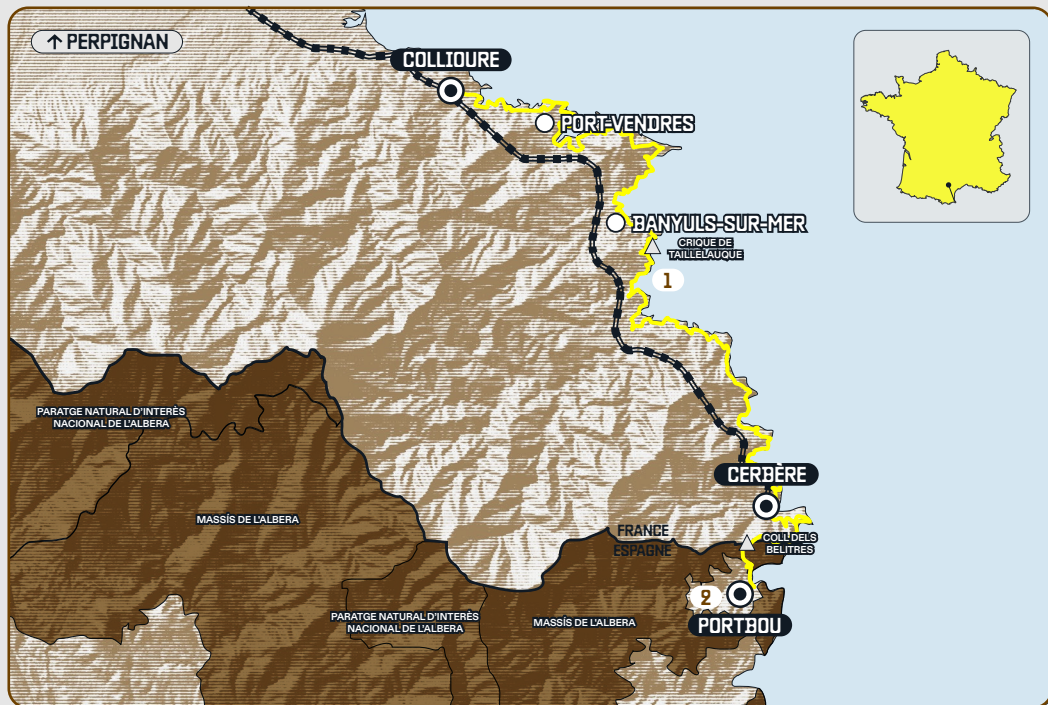 ↑ PERPIGNAN
COLLIOURE
PORT-VENDRES
BANYULS-SUR-MER
CRIQUE DE
TAILLELAUQUE
1
PARATGE NATURAL D'INTERÈS
NACIONAL DE L'ALBERA
CERBÈRE
MASSÍS DE L'ALBERA
FRANCE
ESPAGNE
COLL DELS
BELITRES
2
PORTBOU
PARATGE NATURAL D'INTERÈS
NACIONAL DE L'ALBERA
MASSÍS DE L'ALBERA